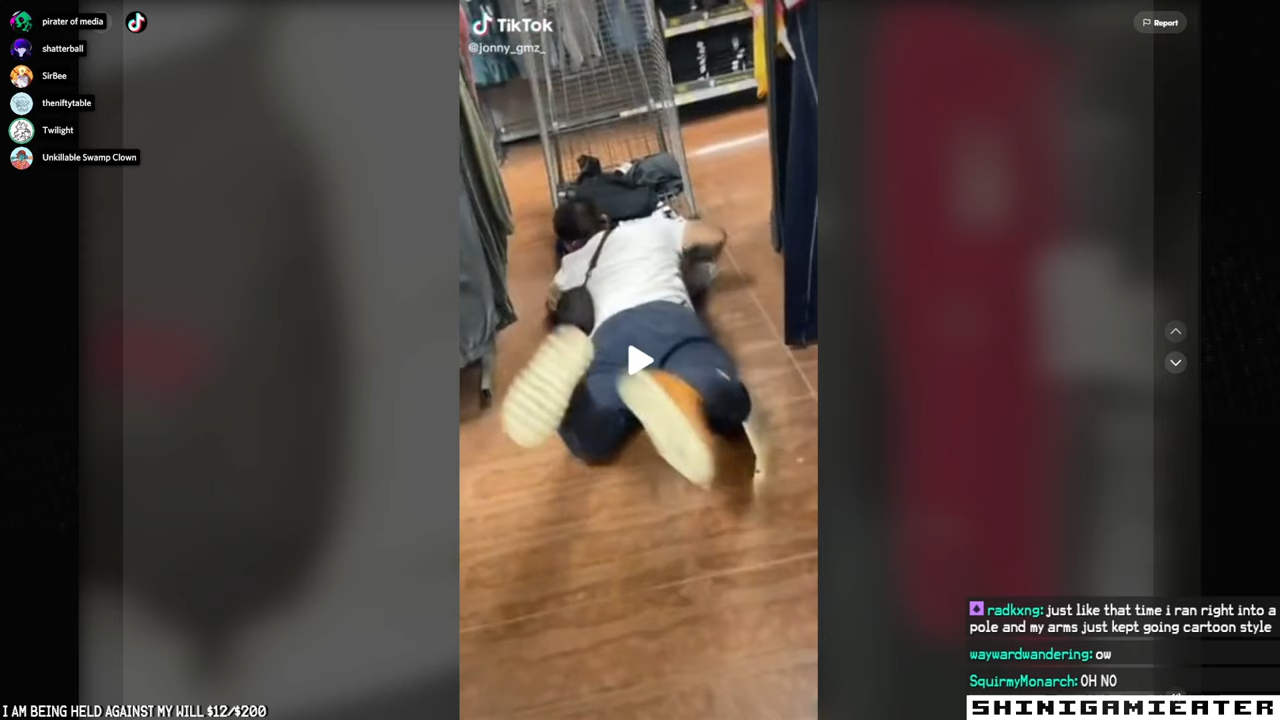 pirater of media
shatterball
SirBee
theniftytable
Twilight
Unkillable Swamp Clown
TikTok
@jonny_gmz_
Report
radkxng: just like that time i ran right into a
pole and my arms just kept going cartoon style
waywardwandering: ow
SquirmyMonarch: OH NO
I AM BEING HELD AGAINST MY WILL $12/$200
SHINIGAMIEATER